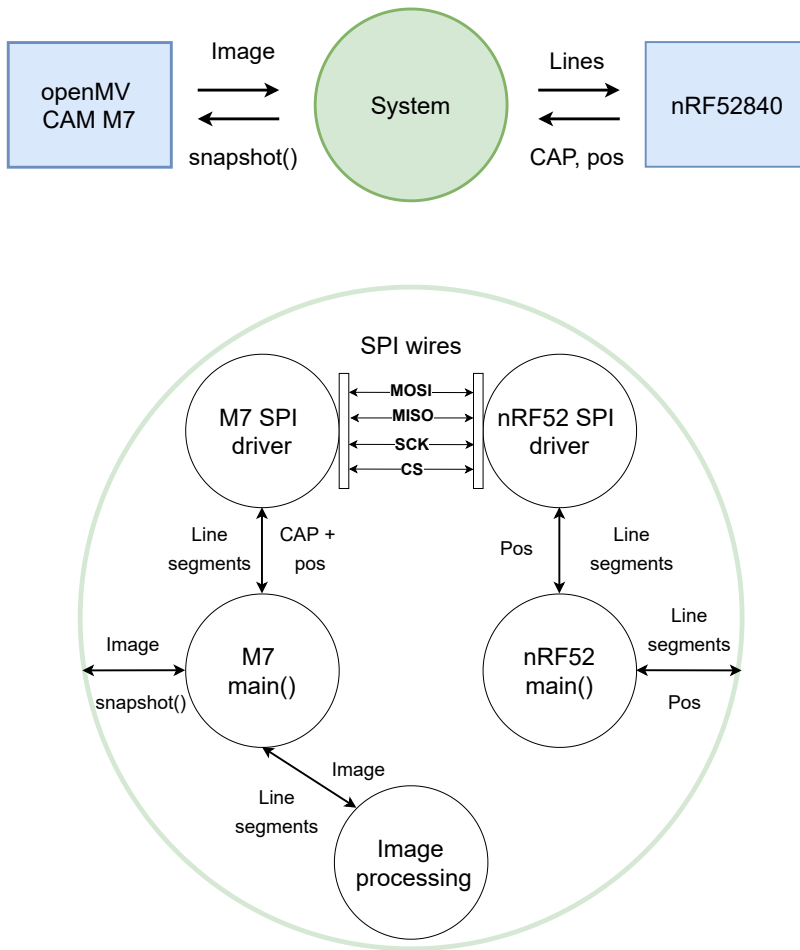 Image
openMV
CAM M7
snapshot()
System
Lines
CAP, pos
nRF52840
SPI wires
M7 SPI
driver
MOSI
MISO
SCK
CS
nRF52 SPI
driver
Line
segments
CAP +
pos
Pos
Line
segments
Image
snapshot()
M7
main()
nRF52
main()
Line
segments
Pos
Image
Line
segments
Image
processing